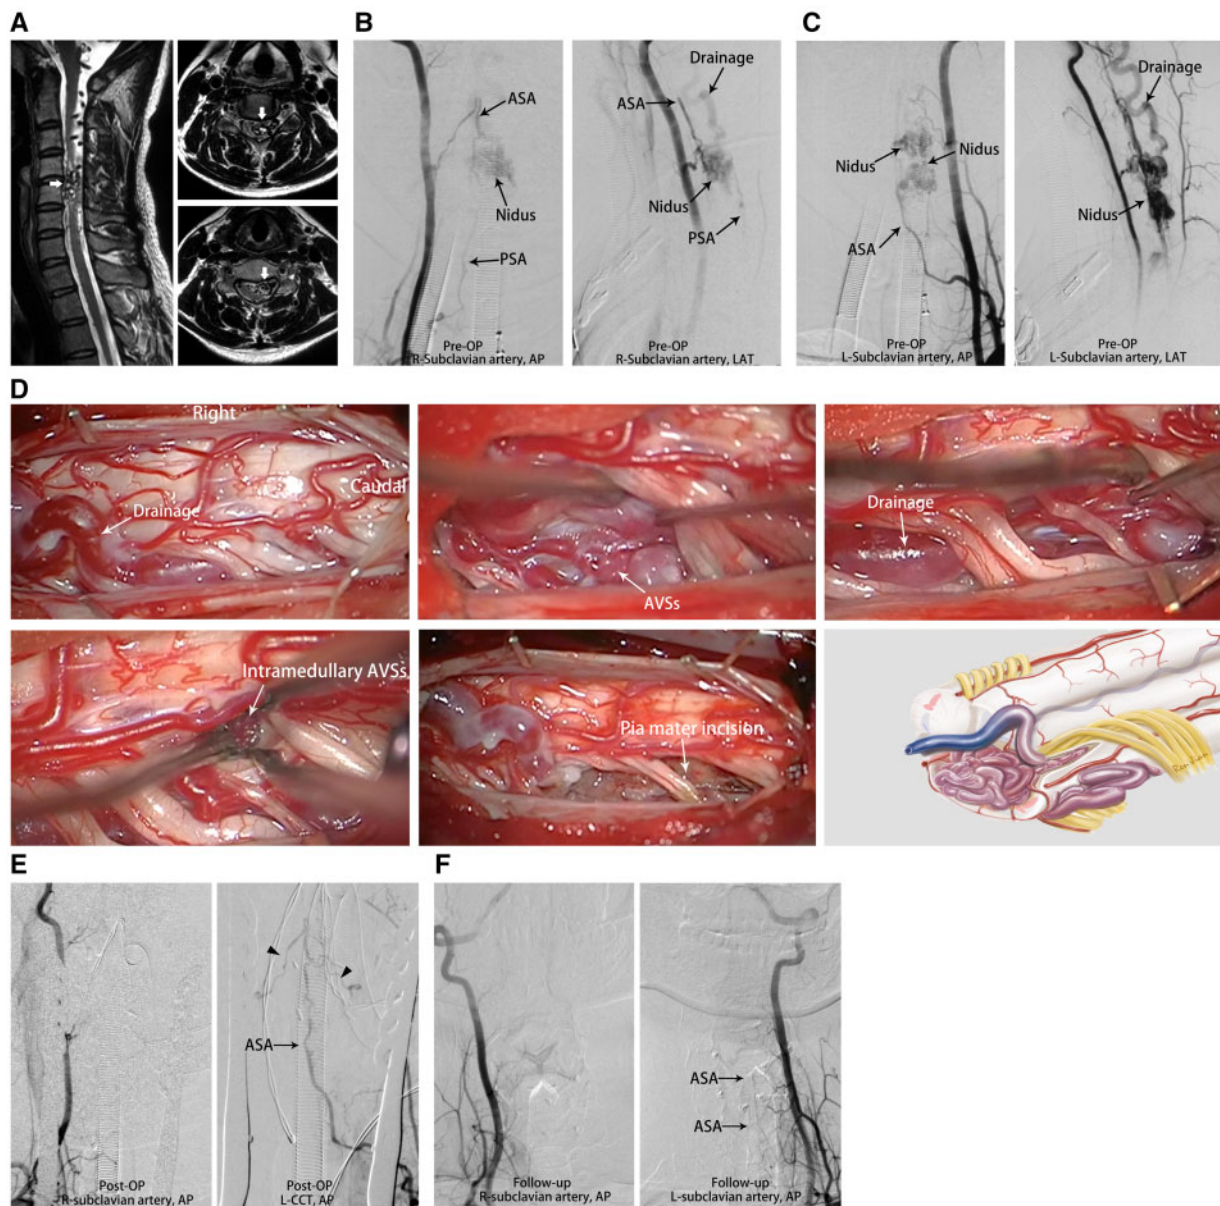 A
B
C
ASA
Nidus
PSA
Pre-OP
R-Subclavian artery, AP
Drainage
ASA
Nidus
PSA
Pre-OP
R-Subclavian artery, LAT
Nidus
Nidus
ASA
Pre-OP
L-Subclavian artery, AP
Drainage
Nidus
Pre-OP
L-Subclavian artery, LAT
D
Right
Caudal
Drainage
AVSs
Drainage
Intramedullary AVSs
Pia mater incision
E
F
Post-OP
R-subclavian artery, AP
ASA
Post-OP
L-CCT, AP
Follow-up
R-subclavian artery, AP
ASA
ASA
Follow-up
L-subclavian artery, AP